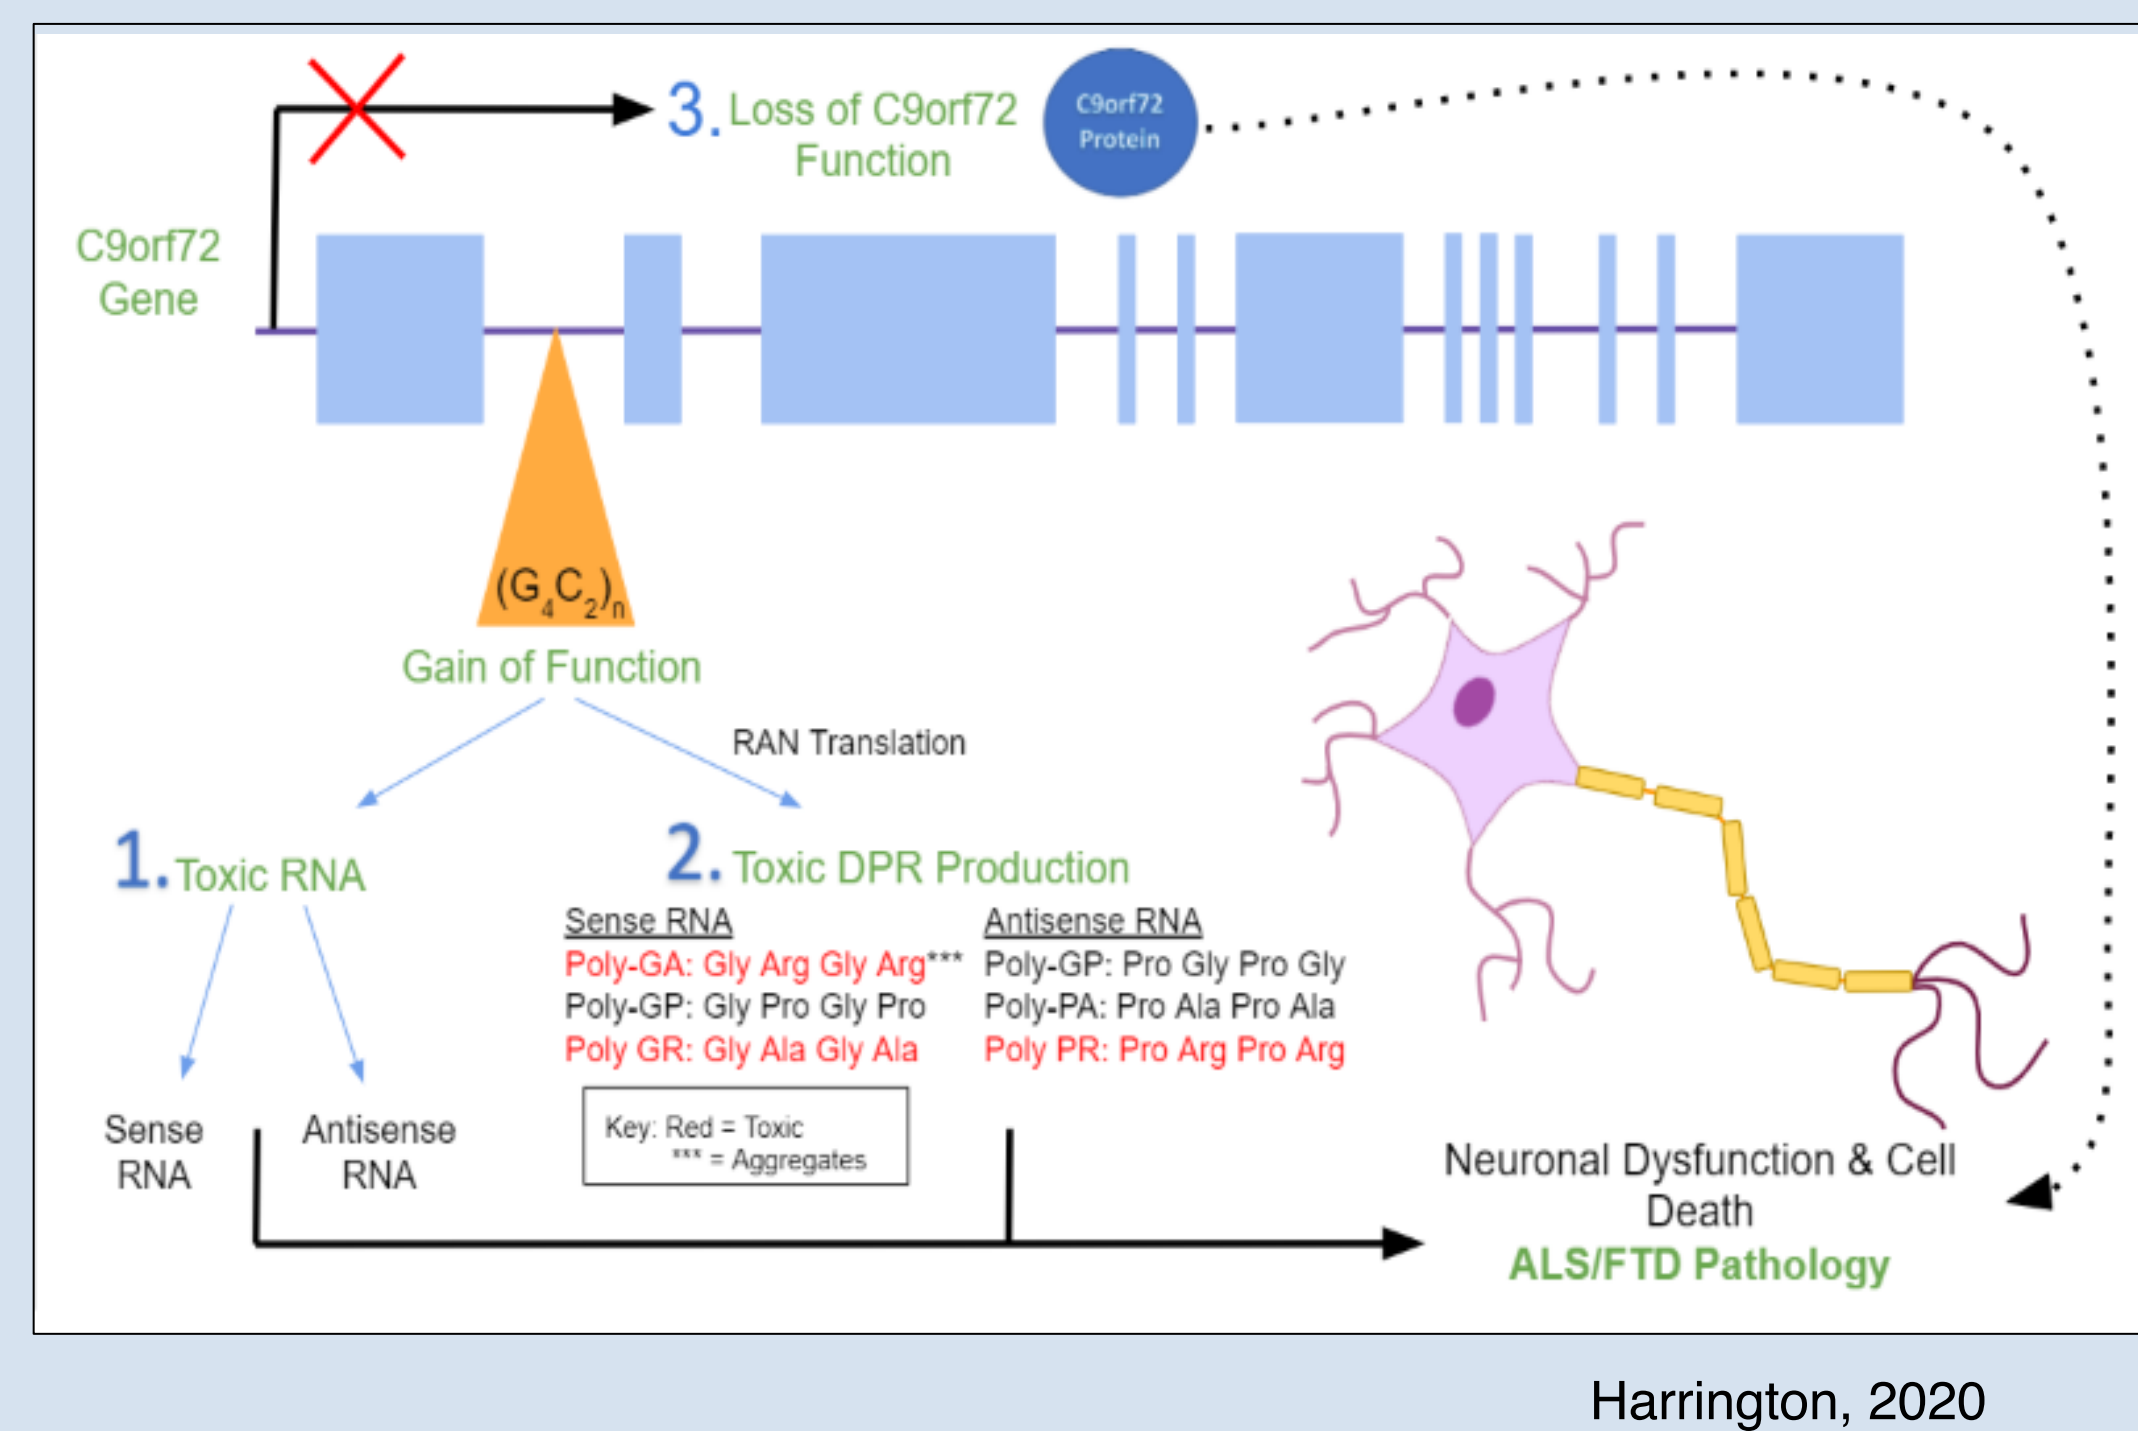 3. Loss of C9orf72
Function
C9orf72
Protein
C9orf72
Gene
(G4C2)n
Gain of Function
RAN Translation
1. Toxic RNA
2. Toxic DPR Production
Sense RNA
Poly-GA: Gly Arg Gly Arg***
Poly-GP: Gly Pro Gly Pro
Poly GR: Gly Ala Gly Ala
Antisense RNA
Poly-GP: Pro Gly Pro Gly
Poly-PA: Pro Ala Pro Ala
Poly PR: Pro Arg Pro Arg
Key: Red = Toxic
*** = Aggregates
Sense
RNA
Antisense
RNA
Neuronal Dysfunction & Cell
Death
ALS/FTD Pathology
Harrington, 2020